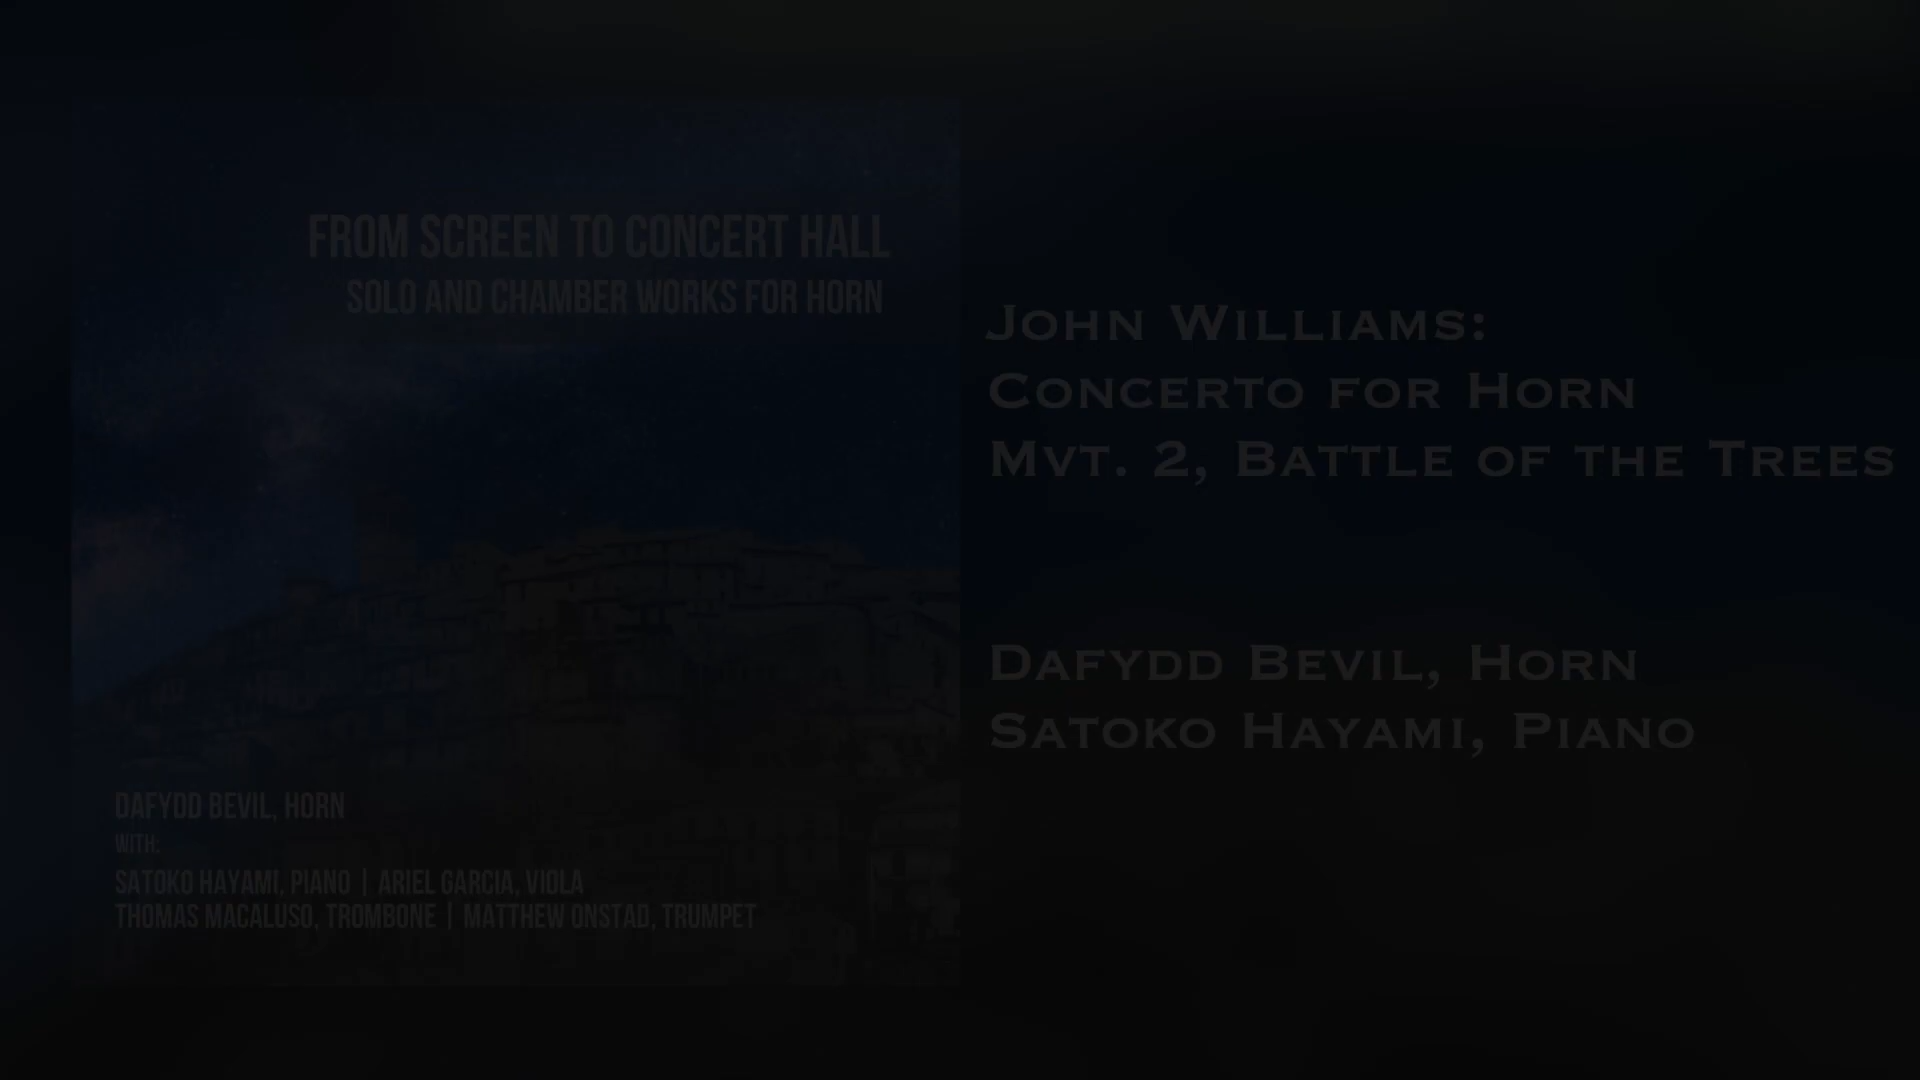 FROM SCREEN TO CONCERT HALL
SOLO AND CHAMBER WORKS FOR HORN
DAFYDD BEVIL, HORN
WITH:
SATOKO HAYAMI, PIANO | ARIEL GARCIA, VIOLA
THOMAS MACALUSO, TROMBONE | MATTHEW ONSTAD, TRUMPET
John Williams:
Concerto for Horn
Mvt. 2, Battle of the Trees
Dafydd Bevil, Horn
Satoko Hayami, Piano